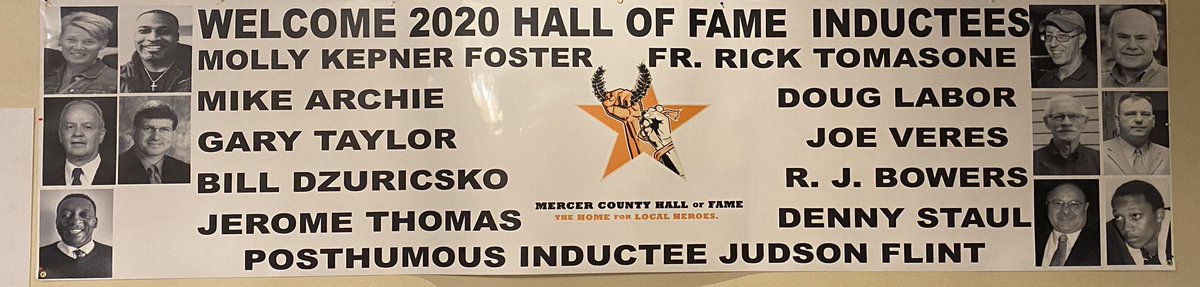 WELCOME 2020 HALL OF FAME INDUCTEES
MOLLY KEPNER FOSTER FR. RICK TOMASONE
MIKE ARCHIE DOUG LABOR
GARY TAYLOR JOE VERES
BILL DZURICSKO R. J. BOWERS
JEROME THOMAS DENNY STAUL
MERCER COUNTY HALL OF FAME
THE HOME FOR LOCAL HEROES.
POSTHUMOUS INDUCTEE JUDSON FLINT